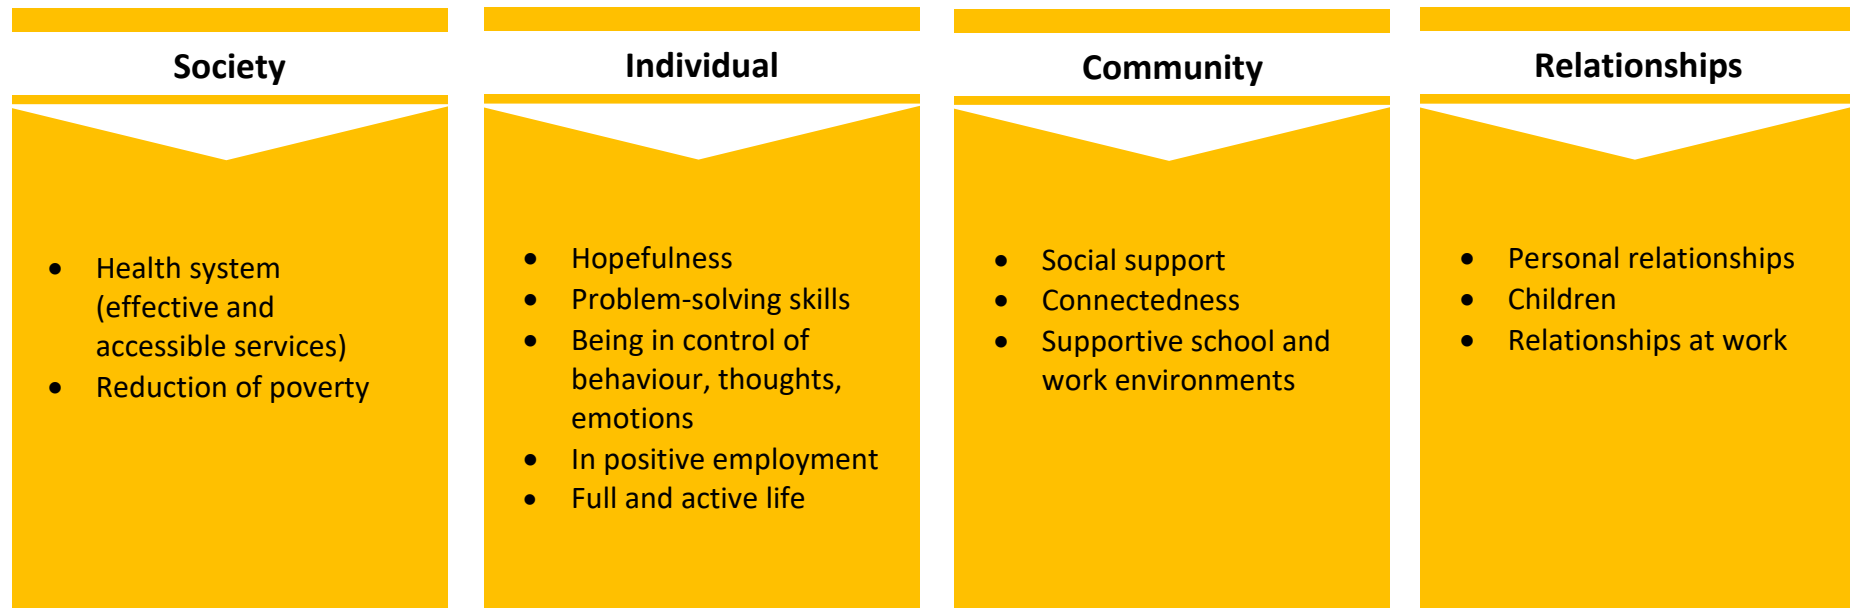 Society
• Health system
(effective and
accessible services)
• Reduction of poverty
Individual
• Hopefulness
• Problem-solving skills
• Being in control of
behaviour, thoughts,
emotions
• In positive employment
• Full and active life
Community
• Social support
• Connectedness
• Supportive school and
work environments
Relationships
• Personal relationships
• Children
• Relationships at work